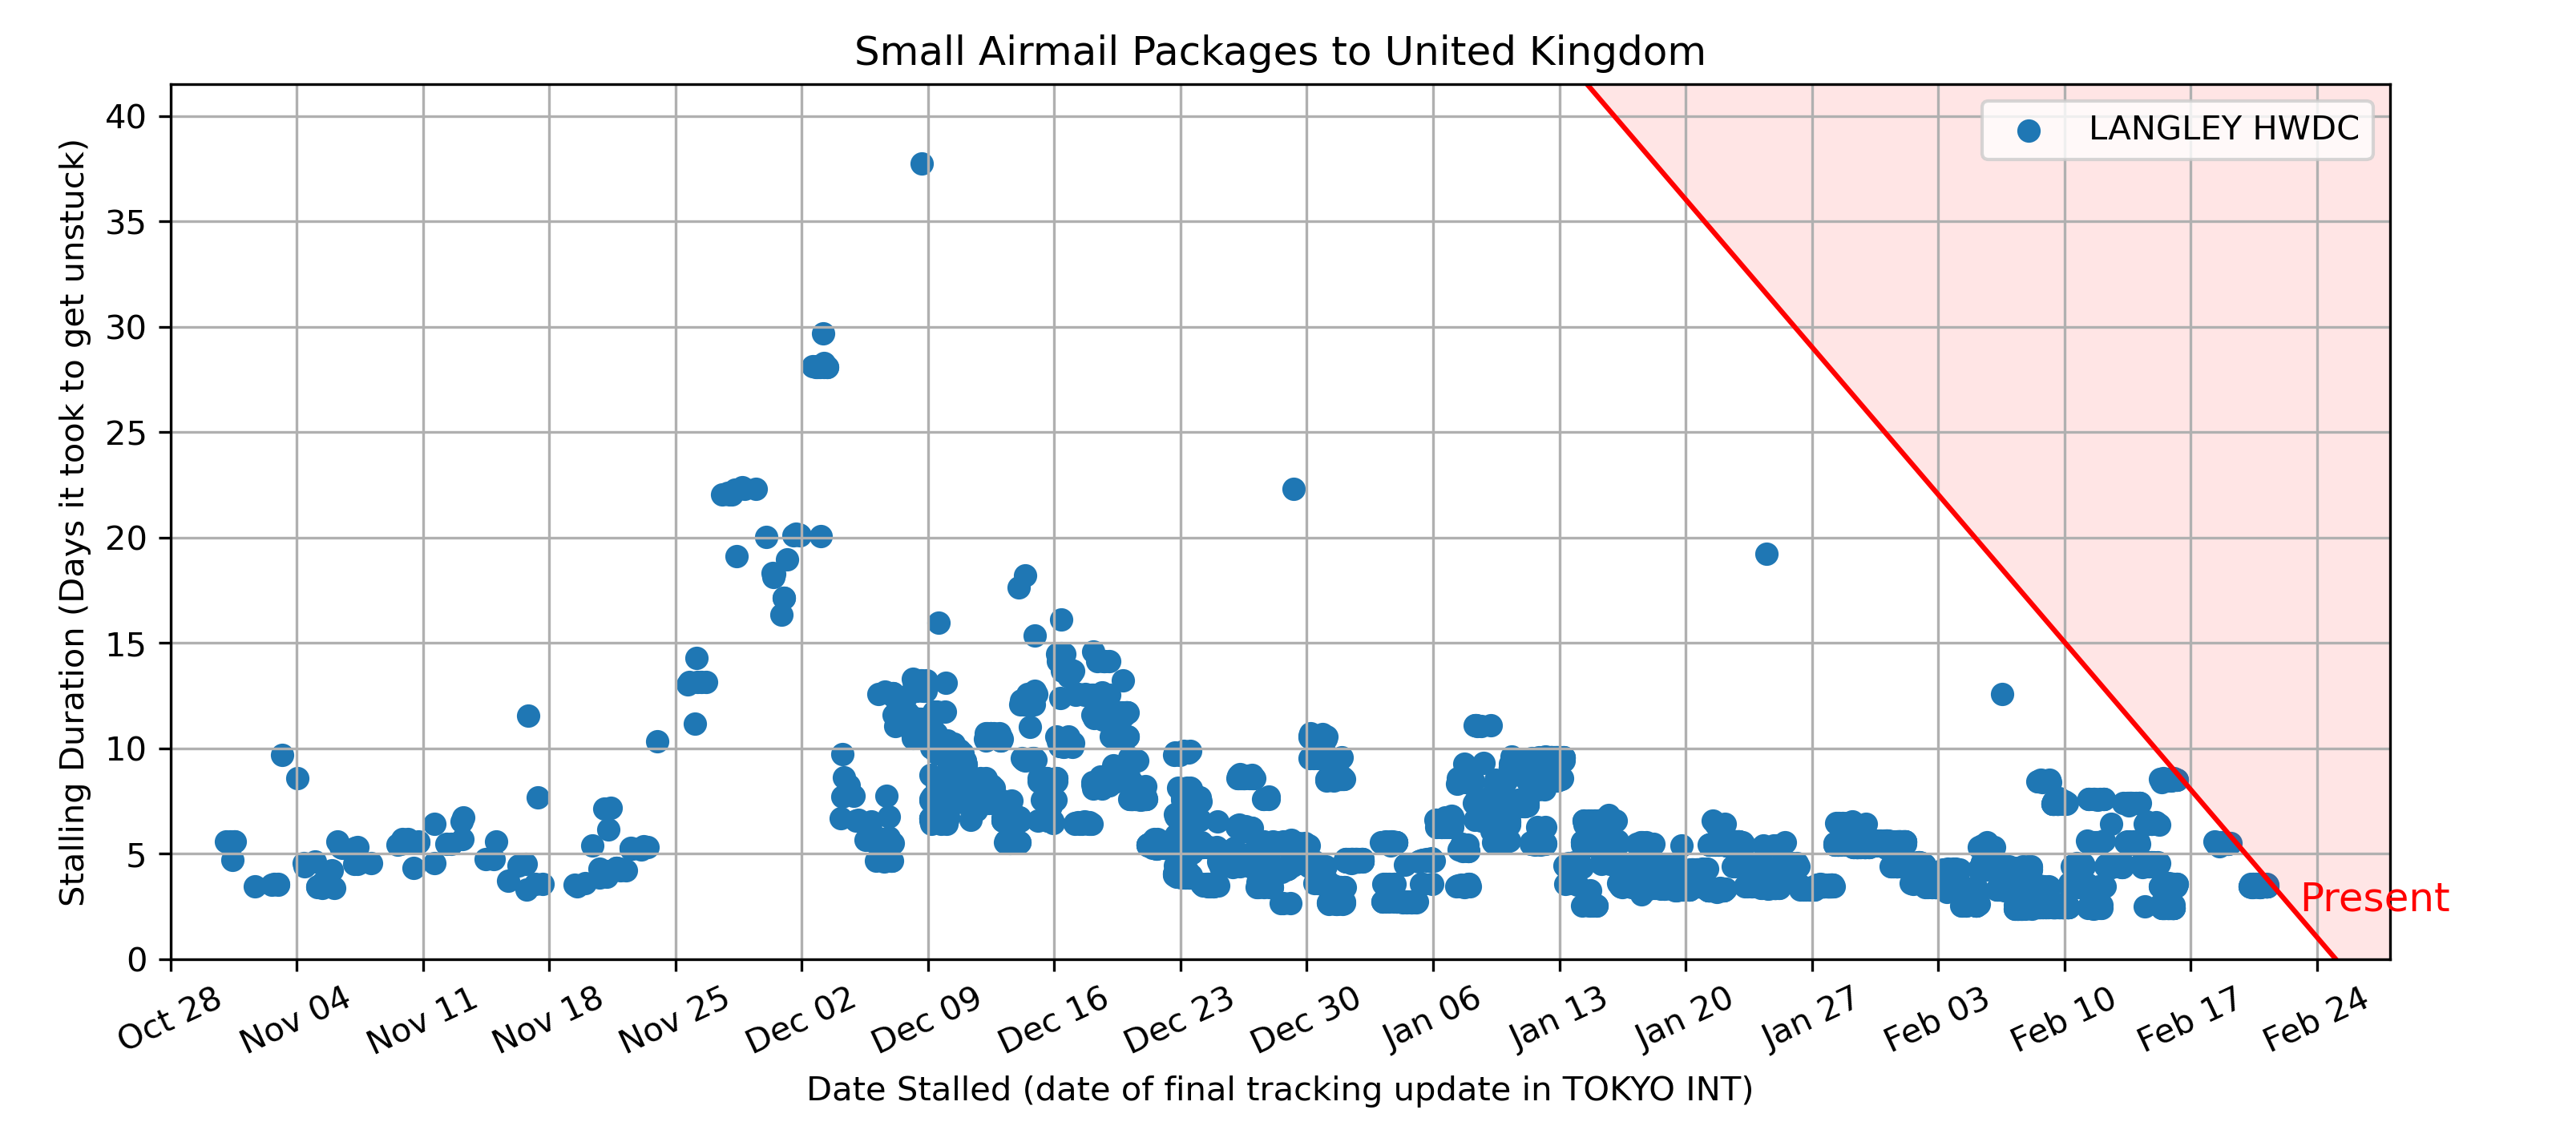 Small Airmail Packages to United Kingdom
LANGLEY HWDC
Stalling Duration (Days it took to get unstuck)
40
35
30
25
20
15
10
5
0
Present
Oct 28 Nov 04 Nov 11 Nov 18 Nov 25 Dec 02 Dec 09 Dec 16 Dec 23 Dec 30 Jan 06 Jan 13 Jan 20 Jan 27 Feb 03 Feb 10 Feb 17 Feb 24
Date Stalled (date of final tracking update in TOKYO INT)